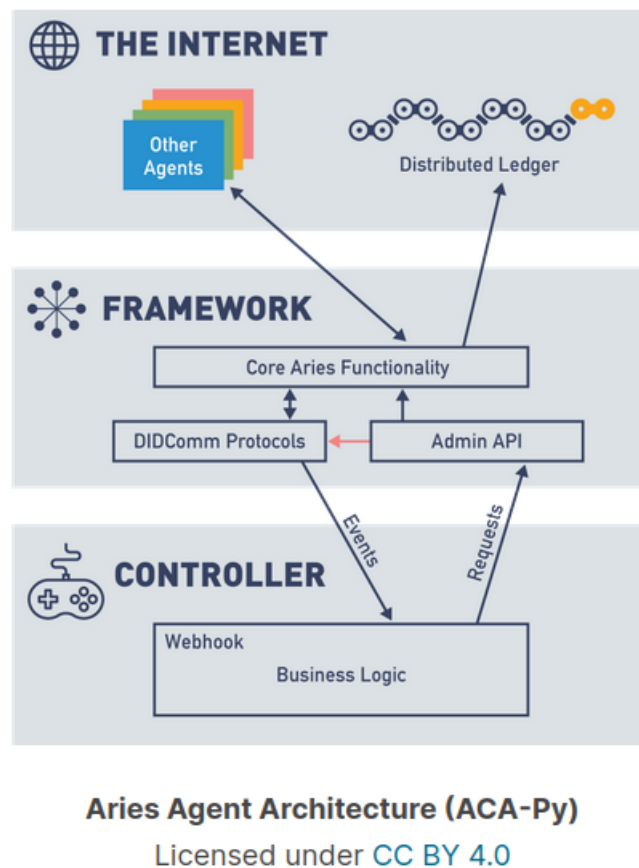 THE INTERNET
Other
Agents
Distributed Ledger
FRAMEWORK
Core Aries Functionality
DIDComm Protocols
Admin API
Events
Requests
CONTROLLER
Webhook
Business Logic
Aries Agent Architecture (ACA-Py)
Licensed under CC BY 4.0